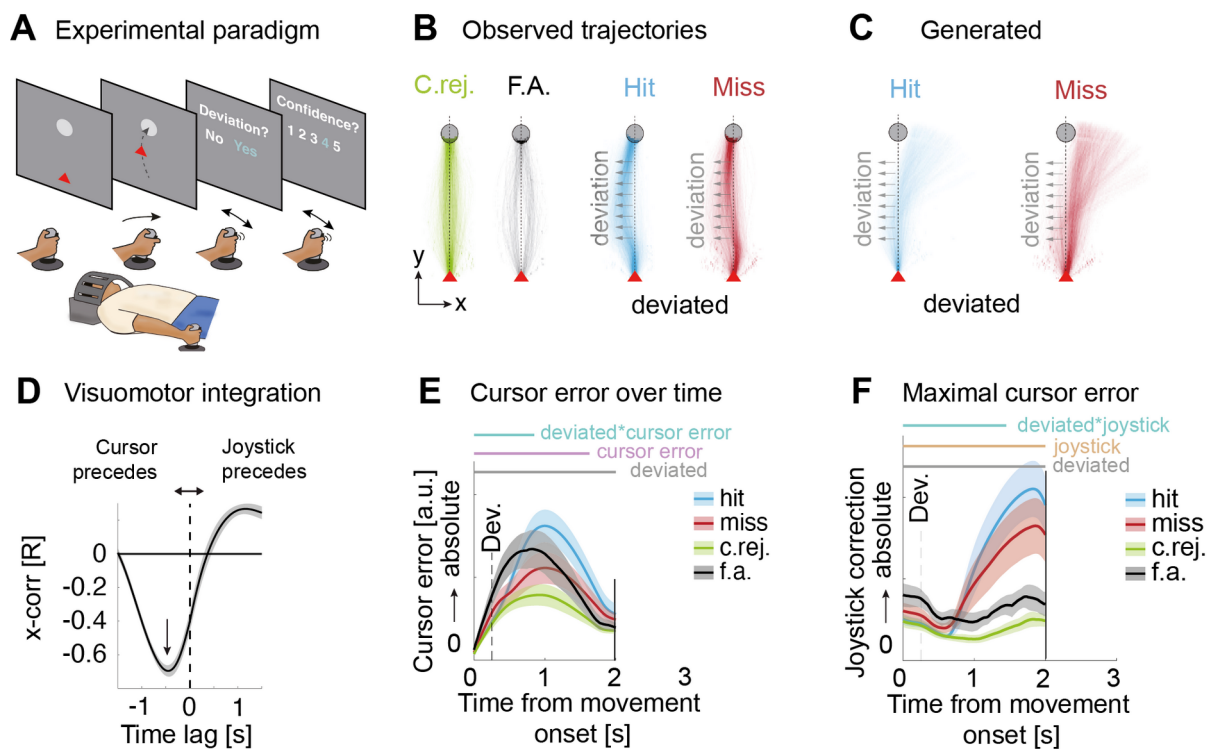 A Experimental paradigm
Deviation?
No Yes
Confidence?
1 2 3 4 5
B Observed trajectories
C.rej. F.A. Hit Miss
deviation
deviation
y
x
deviated
C Generated
Hit Miss
deviation
deviation
deviated
D Visuomotor integration
Cursor precedes
Joystick precedes
x-corr [R]
0
-0.2
-0.4
-0.6
-1 0 1
Time lag [s]
E Cursor error over time
deviated*cursor error
cursor error
deviated
Cursor error [a.u.]
absolute
0
Dev.
hit
miss
c.rej.
f.a.
0 1 2 3
Time from movement
onset [s]
F Maximal cursor error
deviated*joystick
joystick
deviated
Joystick correction
absolute
0
Dev.
hit
miss
c.rej.
f.a.
0 1 2 3
Time from movement
onset [s]